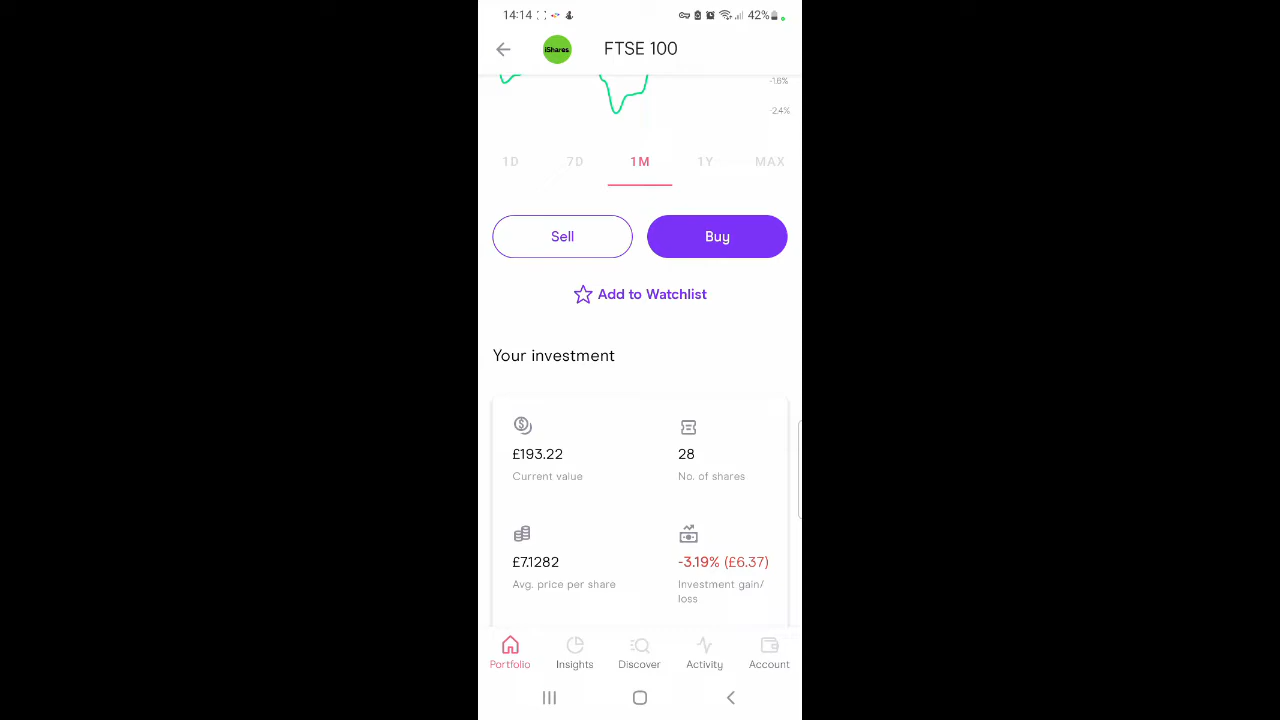 14:14 42%
iShares. FTSE 100
-1.6%
-2.4%
1D 7D 1M 1Y MAX
Sell Buy
Add to Watchlist
Your investment
£193.22 28
Current value No. of shares
£7.1282 -3.19% (£6.37)
Avg. price per share Investment gain/
loss
Portfolio Insights Discover Activity Account